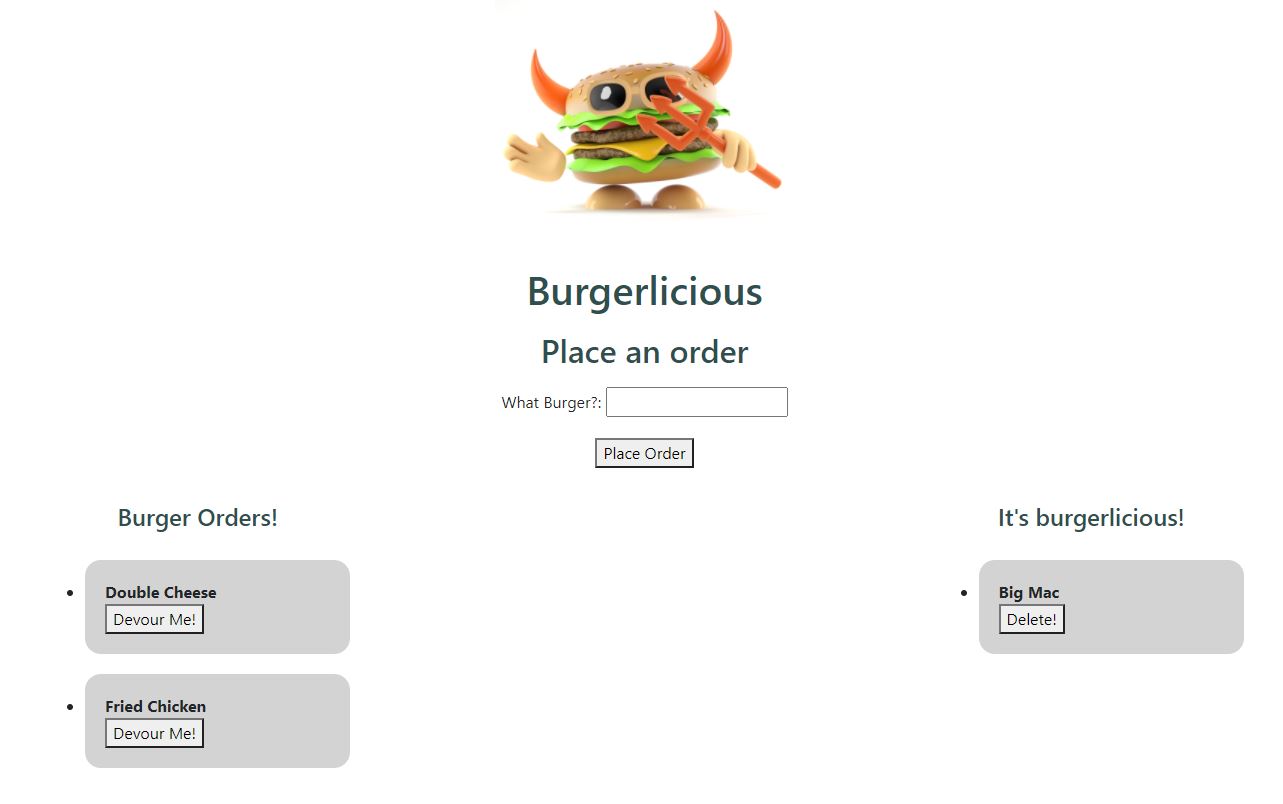 Burgerlicious
Place an order
What Burger?:
Place Order
Burger Orders!
Double Cheese
Devour Me!
Fried Chicken
Devour Me!
It's burgerlicious!
Big Mac
Delete!